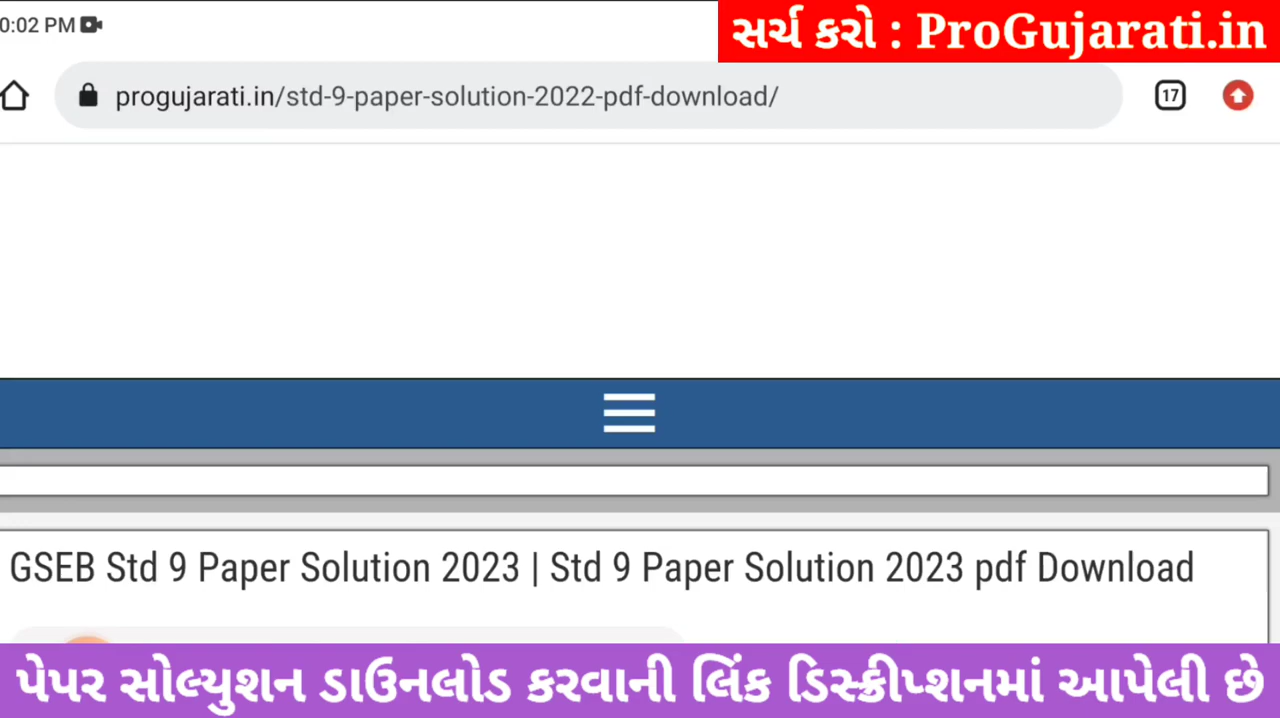 0:02 PM
સર્ચ કરો : ProGujarati.in
progujarati.in/std-9-paper-solution-2022-pdf-download/
17
GSEB Std 9 Paper Solution 2023 | Std 9 Paper Solution 2023 pdf Download
પેપર સોલ્યુશન ડાઉનલોડ કરવાની લિંક ડિસ્ક્રીપ્શનમાં આપેલી છે